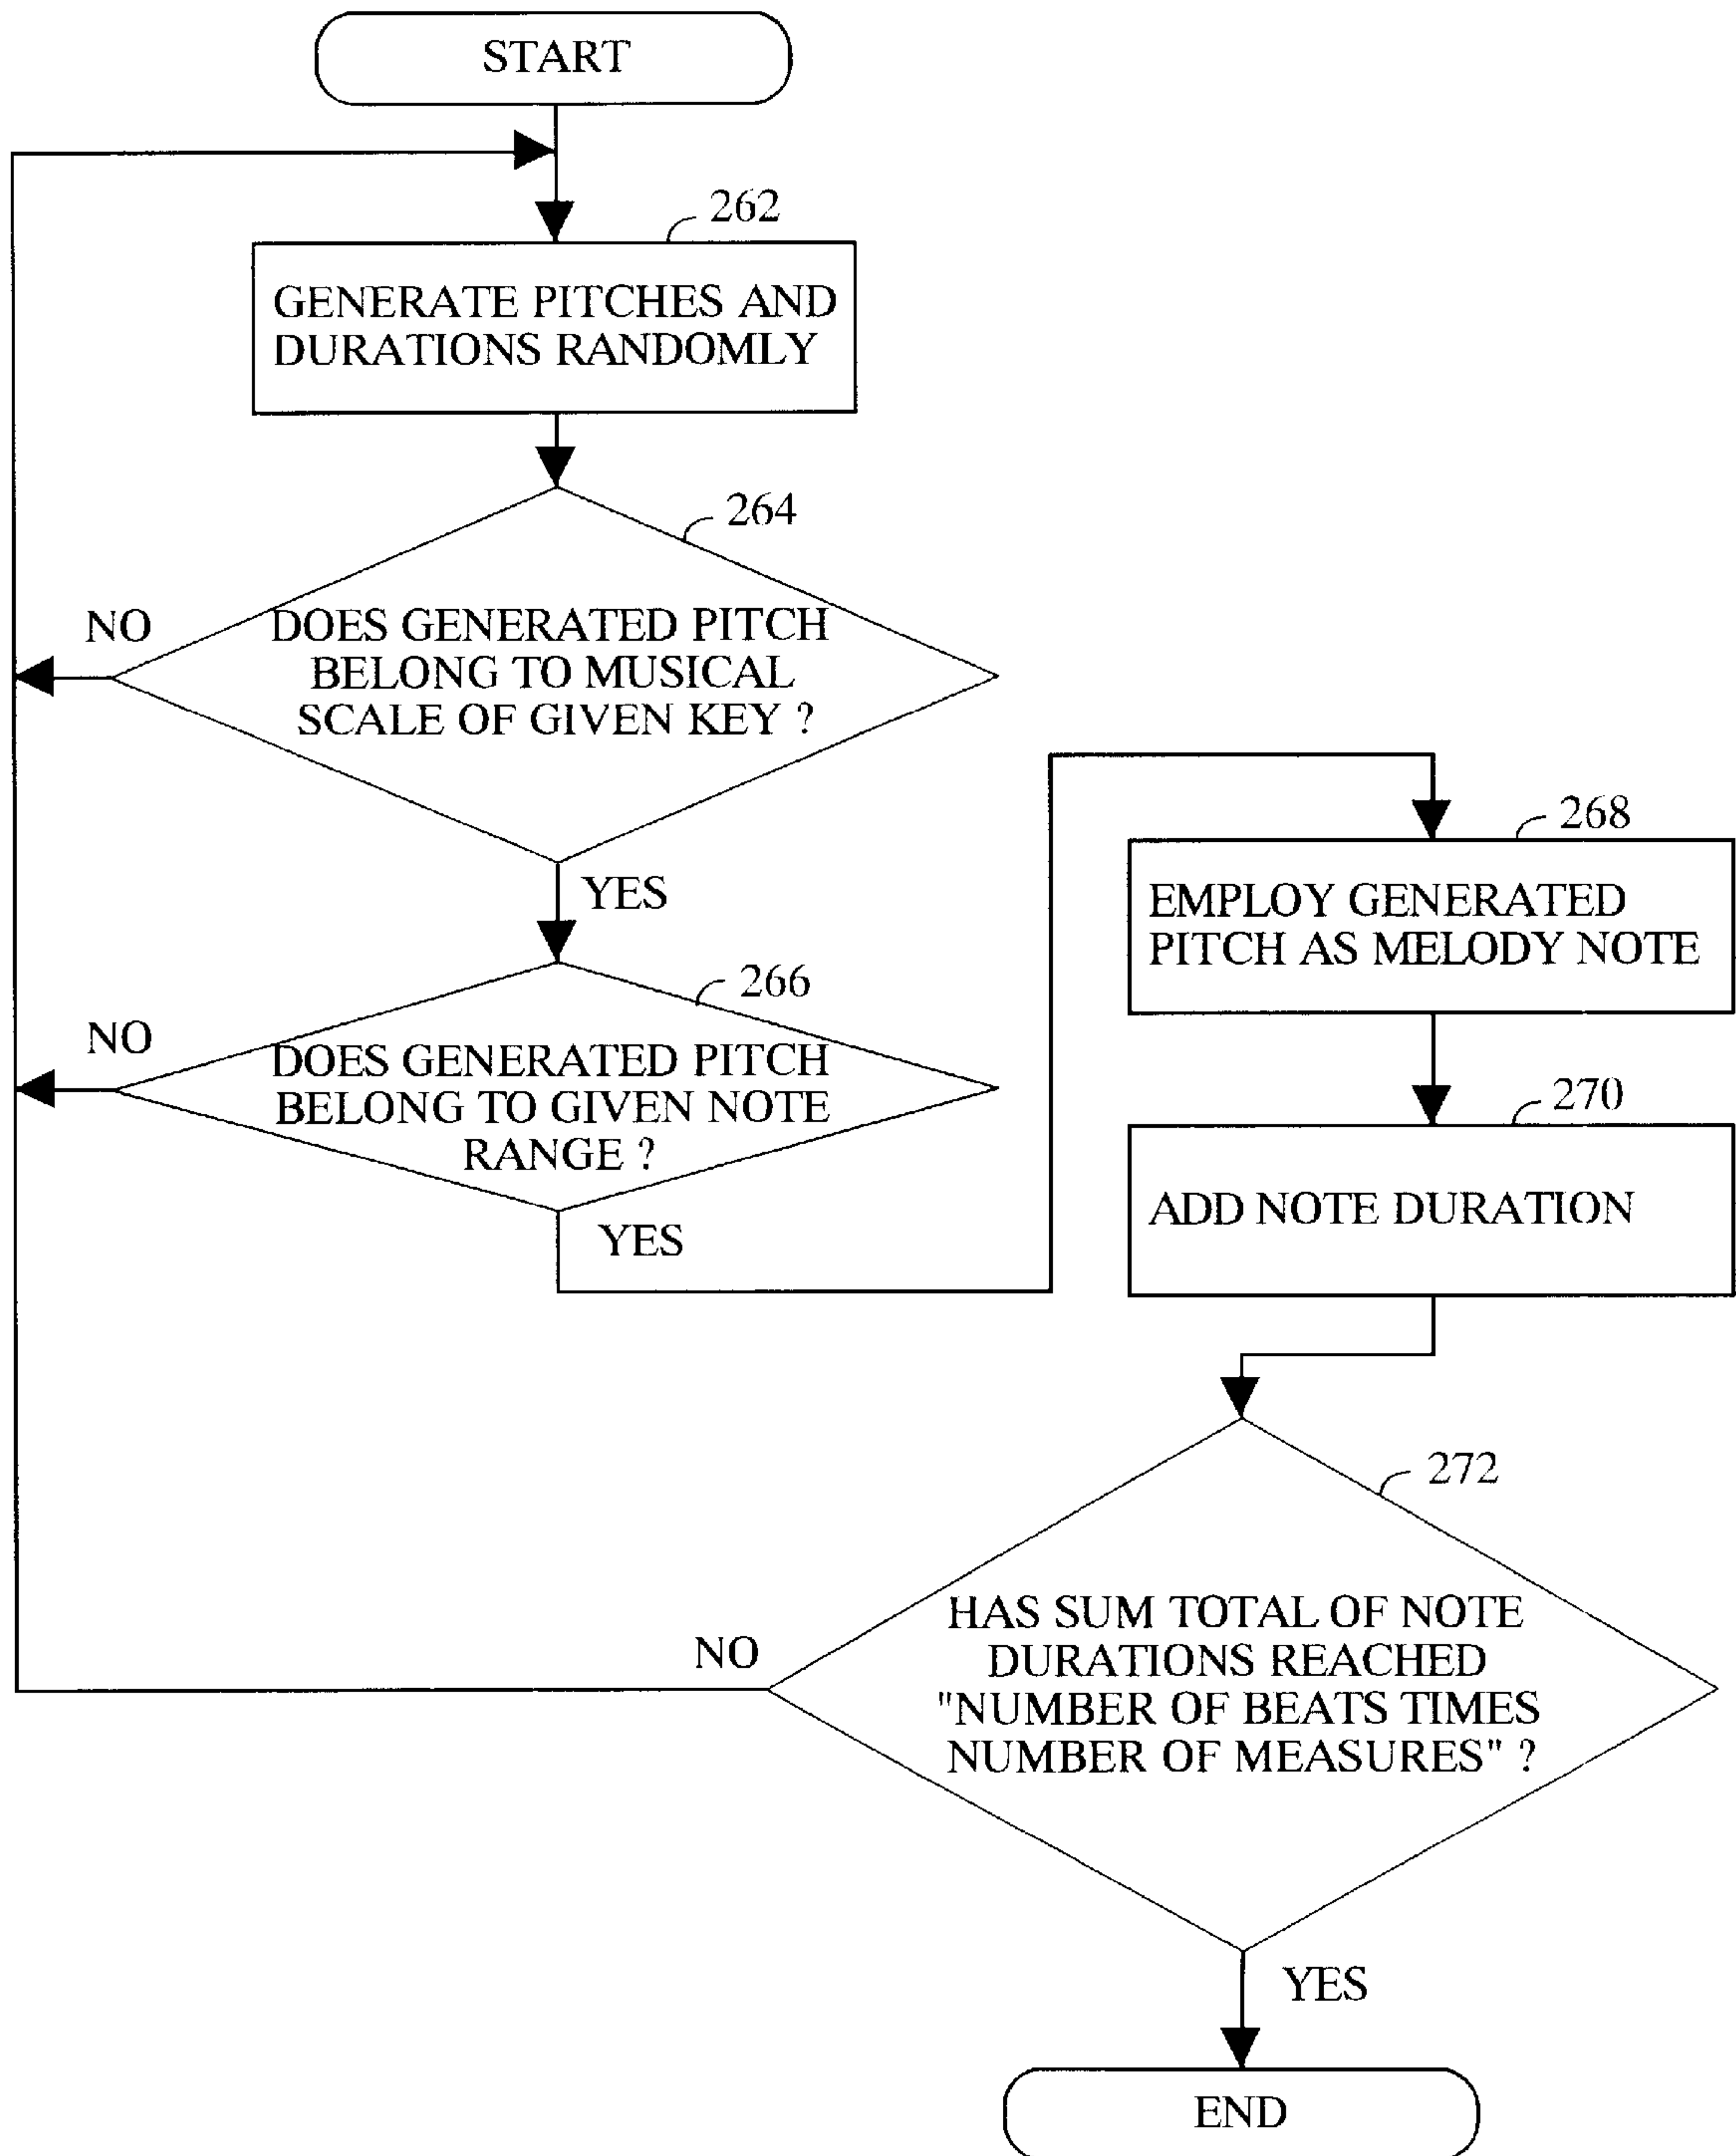 START
262
GENERATE PITCHES AND
DURATIONS RANDOMLY
264
NO
DOES GENERATED PITCH
BELONG TO MUSICAL
SCALE OF GIVEN KEY ?
YES
266
NO
DOES GENERATED PITCH
BELONG TO GIVEN NOTE
RANGE ?
YES
268
EMPLOY GENERATED
PITCH AS MELODY NOTE
270
ADD NOTE DURATION
272
NO
HAS SUM TOTAL OF NOTE
DURATIONS REACHED
"NUMBER OF BEATS TIMES
NUMBER OF MEASURES" ?
YES
END